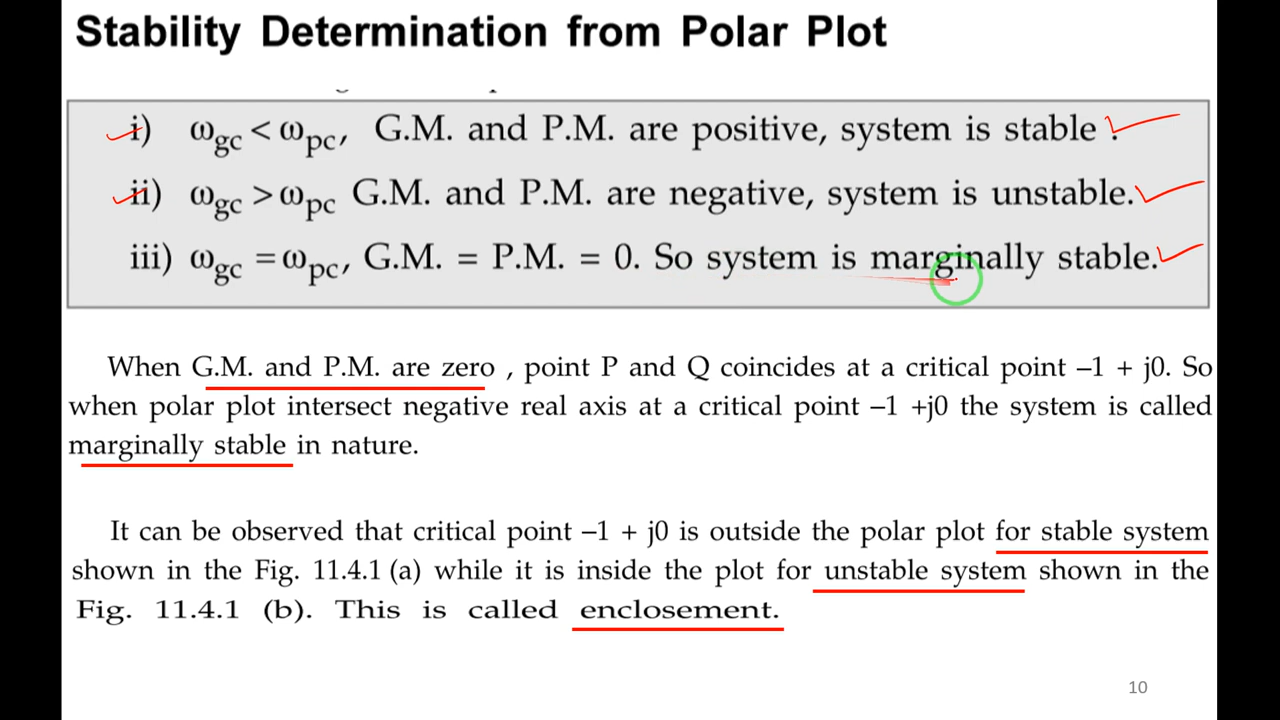 Stability Determination from Polar Plot
i) ωgc < ωpc, G.M. and P.M. are positive, system is stable .
ii) ωgc > ωpc G.M. and P.M. are negative, system is unstable.
iii) ωgc = ωpc, G.M. = P.M. = 0. So system is marginally stable.
When G.M. and P.M. are zero , point P and Q coincides at a critical point –1 + j0. So
when polar plot intersect negative real axis at a critical point –1 +j0 the system is called
marginally stable in nature.
It can be observed that critical point –1 + j0 is outside the polar plot for stable system
shown in the Fig. 11.4.1 (a) while it is inside the plot for unstable system shown in the
Fig. 11.4.1 (b). This is called enclosement.
10